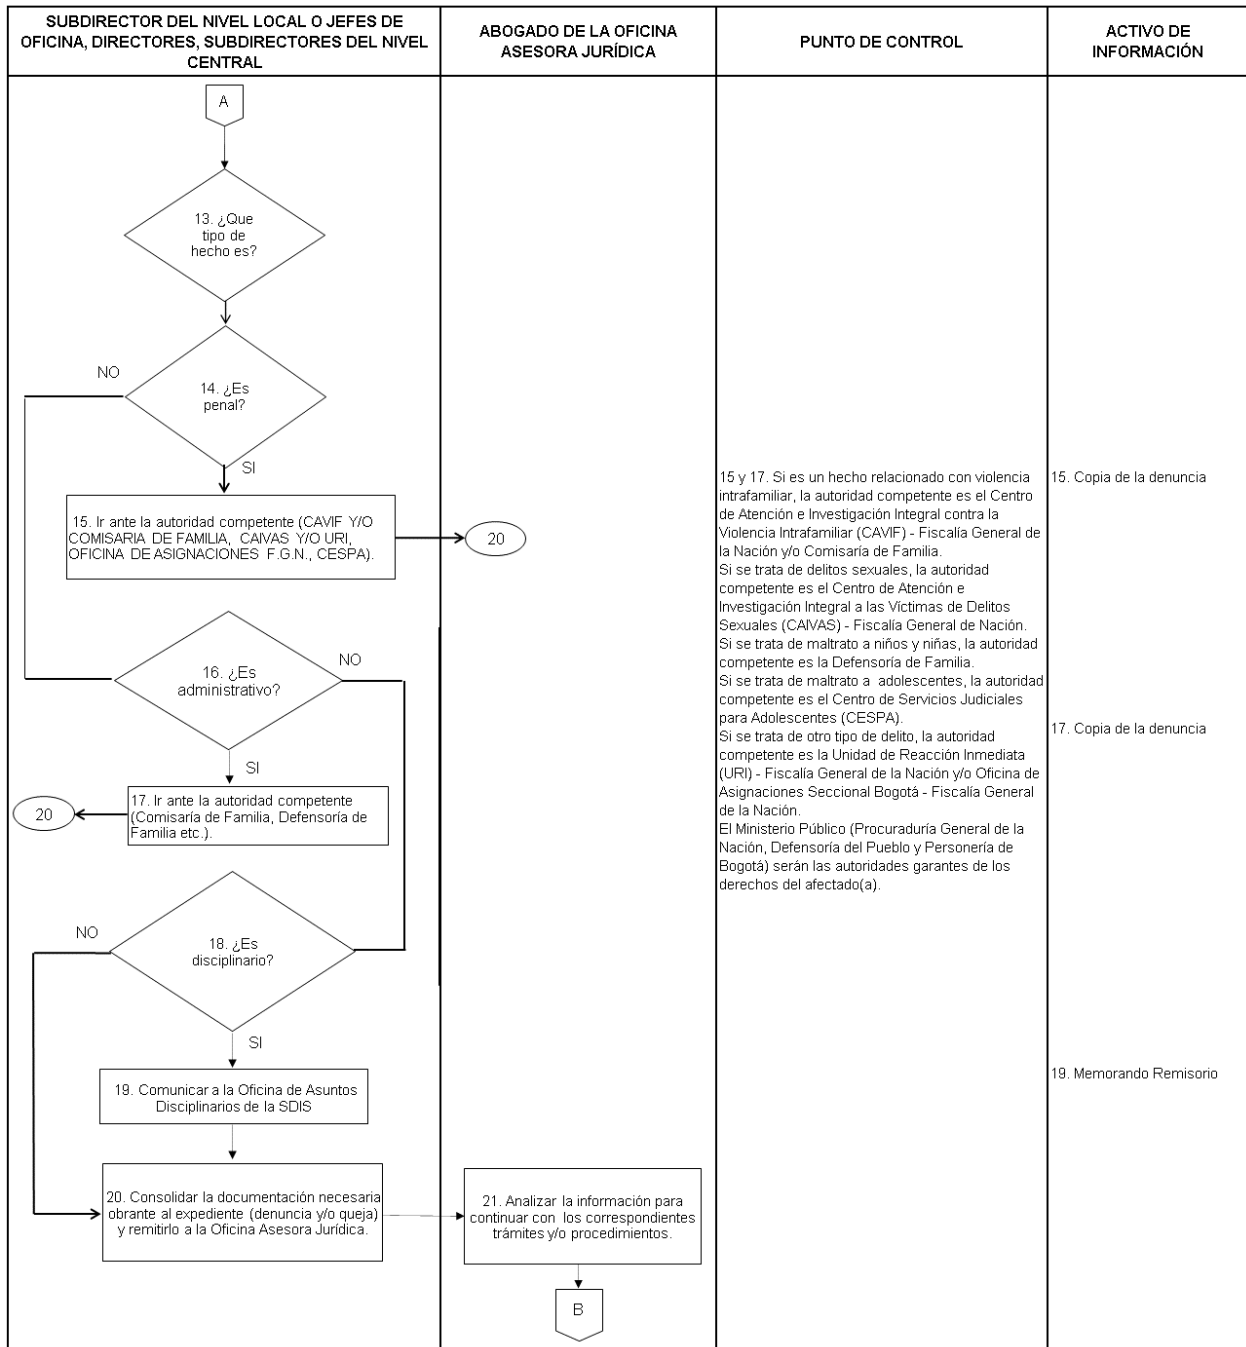 SUBDIRECTOR DEL NIVEL LOCAL O JEFES DE
OFICINA, DIRECTORES, SUBDIRECTORES DEL NIVEL
CENTRAL
ABOGADO DE LA OFICINA
ASESORA JURÍDICA
PUNTO DE CONTROL
ACTIVO DE
INFORMACIÓN
A
13. ¿Que
tipo de
hecho es?
NO
14. ¿Es
penal?
SI
15. Ir ante la autoridad competente (CAVIF Y/O
COMISARIA DE FAMILIA, CAIVAS Y/O URI,
OFICINA DE ASIGNACIONES F.G.N., CESPA).
20
16. ¿Es
administrativo?
NO
SI
17. Ir ante la autoridad competente
(Comisaría de Familia, Defensoría de
Familia etc.).
20
NO
18. ¿Es
disciplinario?
SI
19. Comunicar a la Oficina de Asuntos
Disciplinarios de la SDIS
20. Consolidar la documentación necesaria
obrante al expediente (denuncia y/o queja)
y remitirlo a la Oficina Asesora Jurídica.
21. Analizar la información para
continuar con los correspondientes
trámites y/o procedimientos.
B
15 y 17. Si es un hecho relacionado con violencia
intrafamiliar, la autoridad competente es el Centro
de Atención e Investigación Integral contra la
Violencia Intrafamiliar (CAVIF) - Fiscalía General de
la Nación y/o Comisaría de Familia.
Si se trata de delitos sexuales, la autoridad
competente es el Centro de Atención e
Investigación Integral a las Víctimas de Delitos
Sexuales (CAIVAS) - Fiscalía General de Nación.
Si se trata de maltrato a niños y niñas, la autoridad
competente es la Defensoría de Familia.
Si se trata de maltrato a adolescentes, la autoridad
competente es el Centro de Servicios Judiciales
para Adolescentes (CESPA).
Si se trata de otro tipo de delito, la autoridad
competente es la Unidad de Reacción Inmediata
(URI) - Fiscalía General de la Nación y/o Oficina de
Asignaciones Seccional Bogotá - Fiscalía General
de la Nación.
El Ministerio Público (Procuraduría General de la
Nación, Defensoría del Pueblo y Personería de
Bogotá) serán las autoridades garantes de los
derechos del afectado(a).
15. Copia de la denuncia
17. Copia de la denuncia
19. Memorando Remisorio